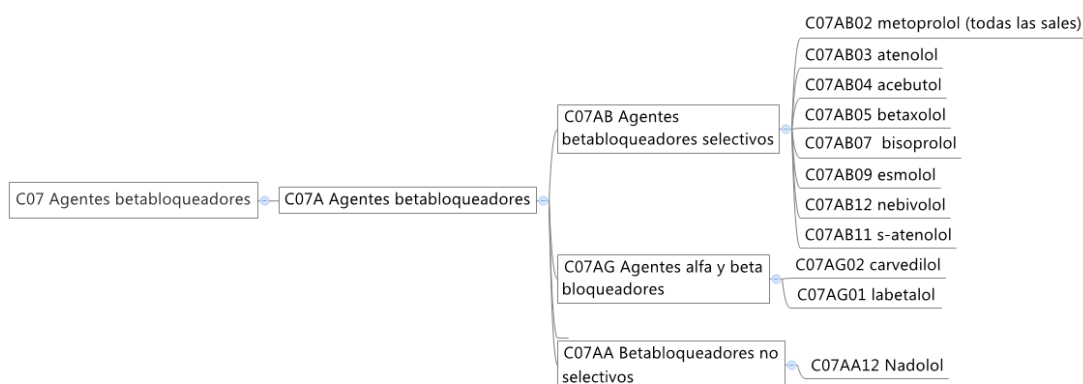 C07 Agentes betabloqueadores
C07A Agentes betabloqueadores
C07AB Agentes
betabloqueadores selectivos
C07AB02 metoprolol (todas las sales)
C07AB03 atenolol
C07AB04 acebutol
C07AB05 betaxolol
C07AB07  bisoprolol
C07AB09 esmolol
C07AB12 nebivolol
C07AB11 s-atenolol
C07AG Agentes alfa y beta
bloqueadores
C07AG02 carvedilol
C07AG01 labetalol
C07AA Betabloqueadores no
selectivos
C07AA12 Nadolol